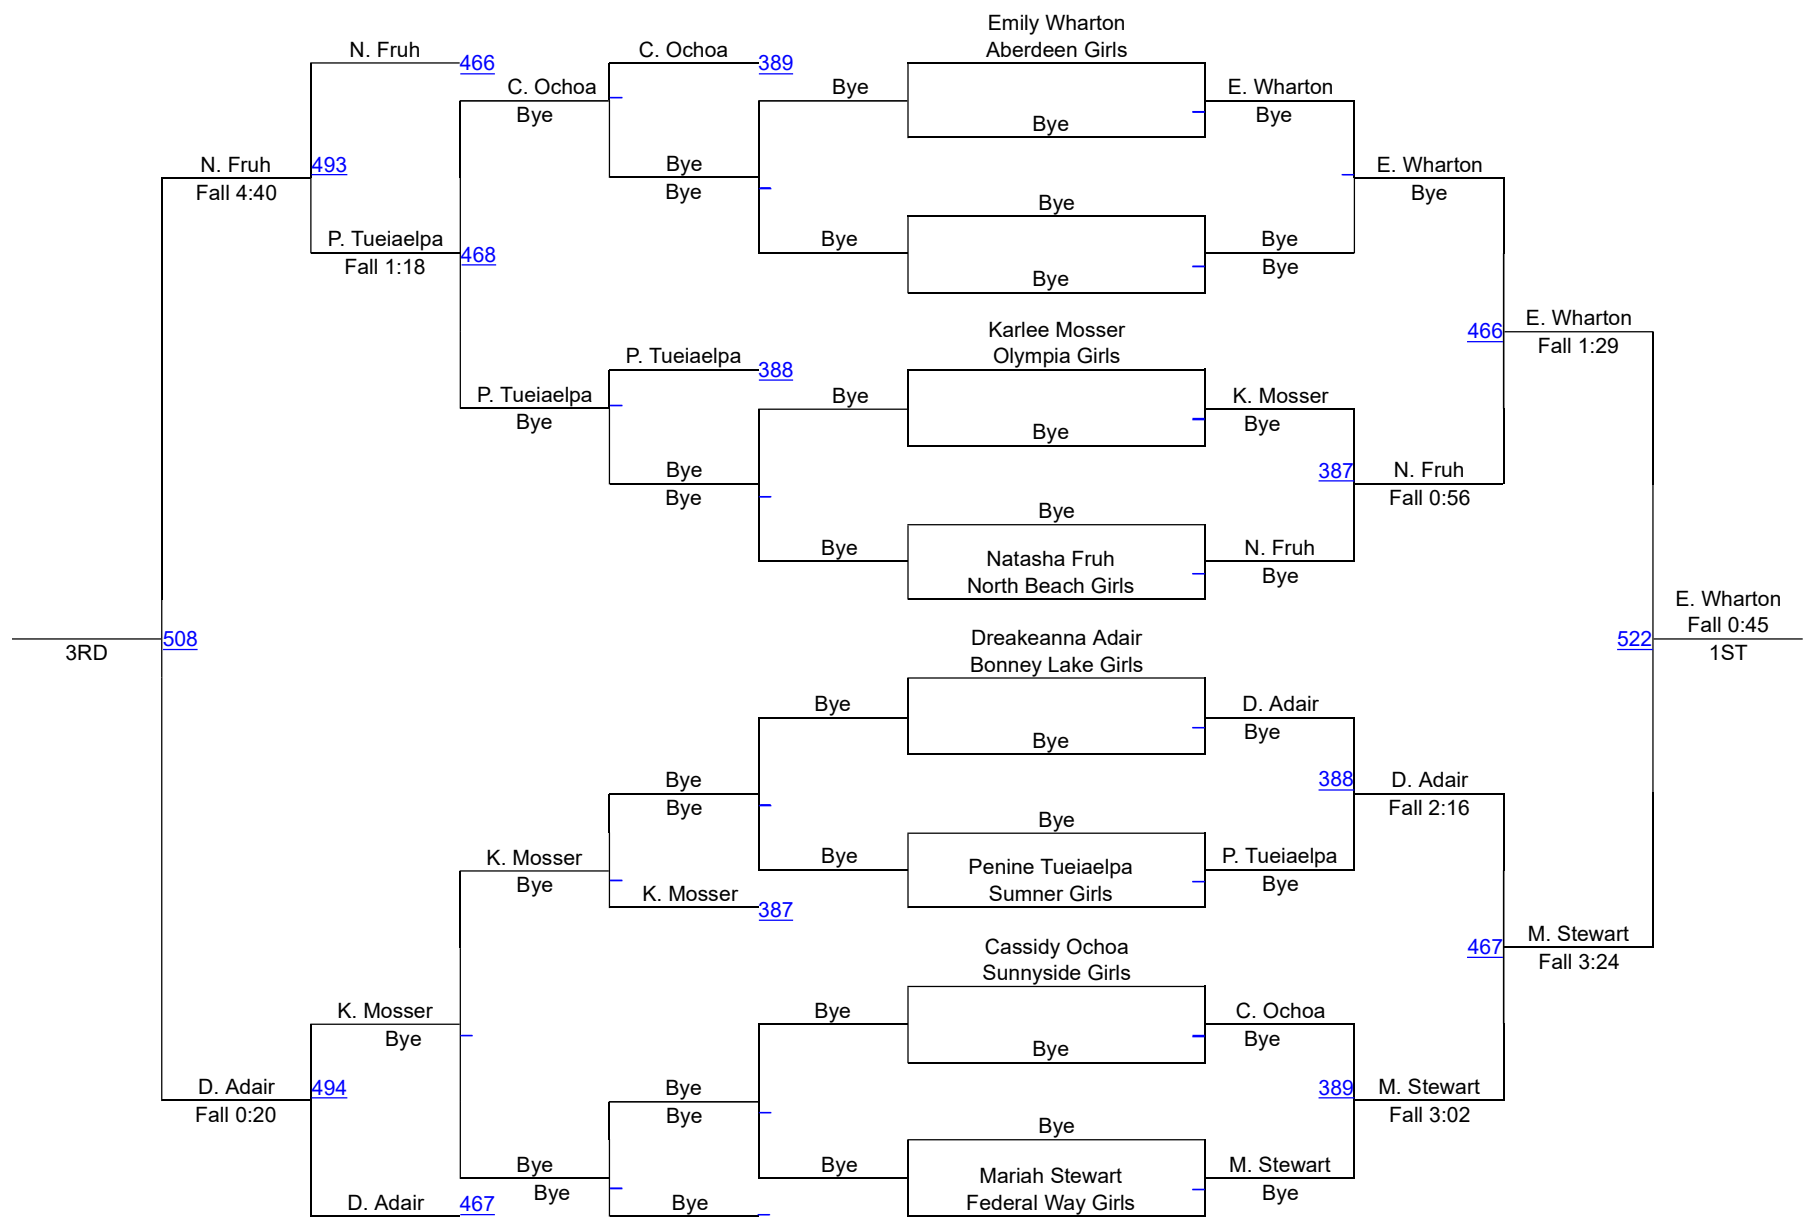 Emily Wharton
Aberdeen Girls
N. Fruh
466
C. Ochoa
389
C. Ochoa
Bye
Bye
E. Wharton
Bye
Bye
N. Fruh
493
Fall 4:40
Bye
Bye
E. Wharton
Bye
Bye
P. Tueiaelpa
468
Fall 1:18
Bye
Bye
Bye
Bye
Karlee Mosser
Olympia Girls
466
E. Wharton
Fall 1:29
P. Tueiaelpa
388
P. Tueiaelpa
Bye
Bye
K. Mosser
Bye
Bye
Bye
Bye
387
N. Fruh
Fall 0:56
Bye
Bye
Natasha Fruh
North Beach Girls
N. Fruh
Bye
3RD
508
Dreakeanna Adair
Bonney Lake Girls
522
E. Wharton
Fall 0:45
1ST
Bye
D. Adair
Bye
Bye
Bye
Bye
388
D. Adair
Fall 2:16
Bye
K. Mosser
Bye
Bye
Penine Tueiaelpa
Sumner Girls
P. Tueiaelpa
Bye
K. Mosser
387
Cassidy Ochoa
Sunnyside Girls
467
M. Stewart
Fall 3:24
K. Mosser
Bye
Bye
C. Ochoa
Bye
Bye
D. Adair
494
Fall 0:20
Bye
Bye
389
M. Stewart
Fall 3:02
Bye
Bye
Bye
Bye
Mariah Stewart
Federal Way Girls
M. Stewart
Bye
D. Adair
467
Bye